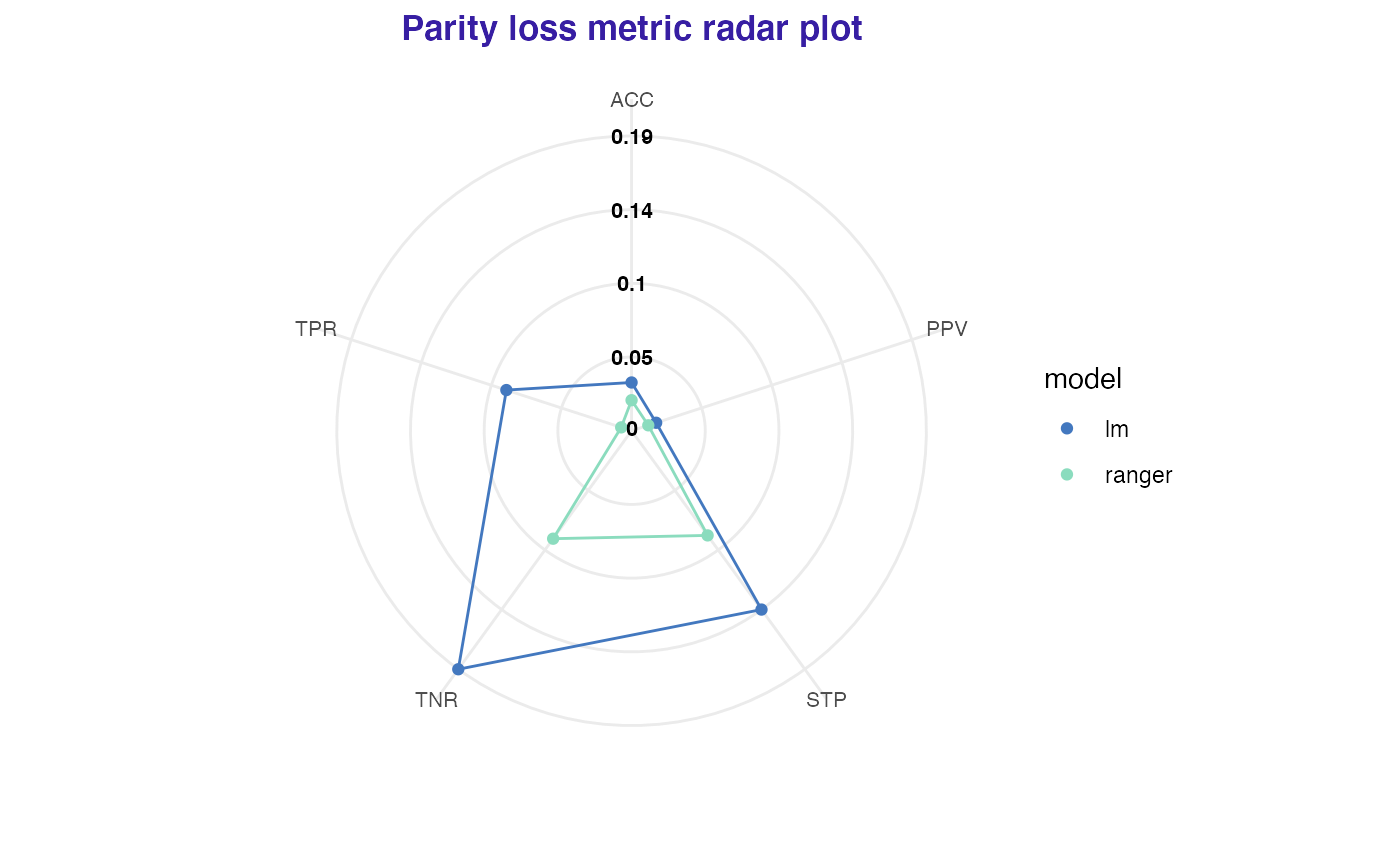 Parity loss metric radar plot
ACC
0.19
0.14
0.1
TPR
PPV
0.05
model
0
lm
ranger
TNR
STP